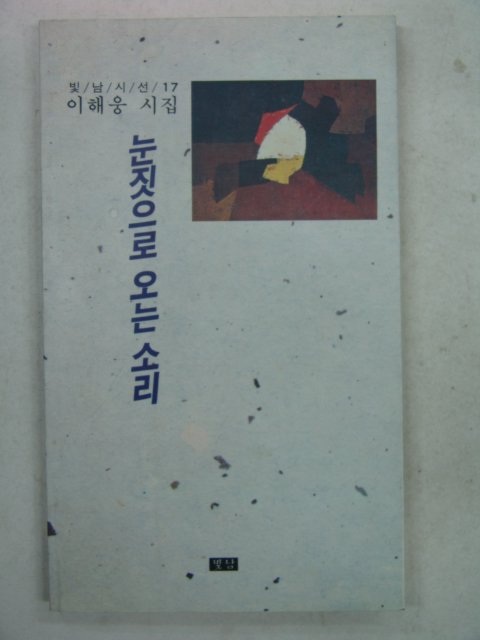 빛/남/시/선/17
이해웅 시집
눈짓으로 오는 소리
빛남